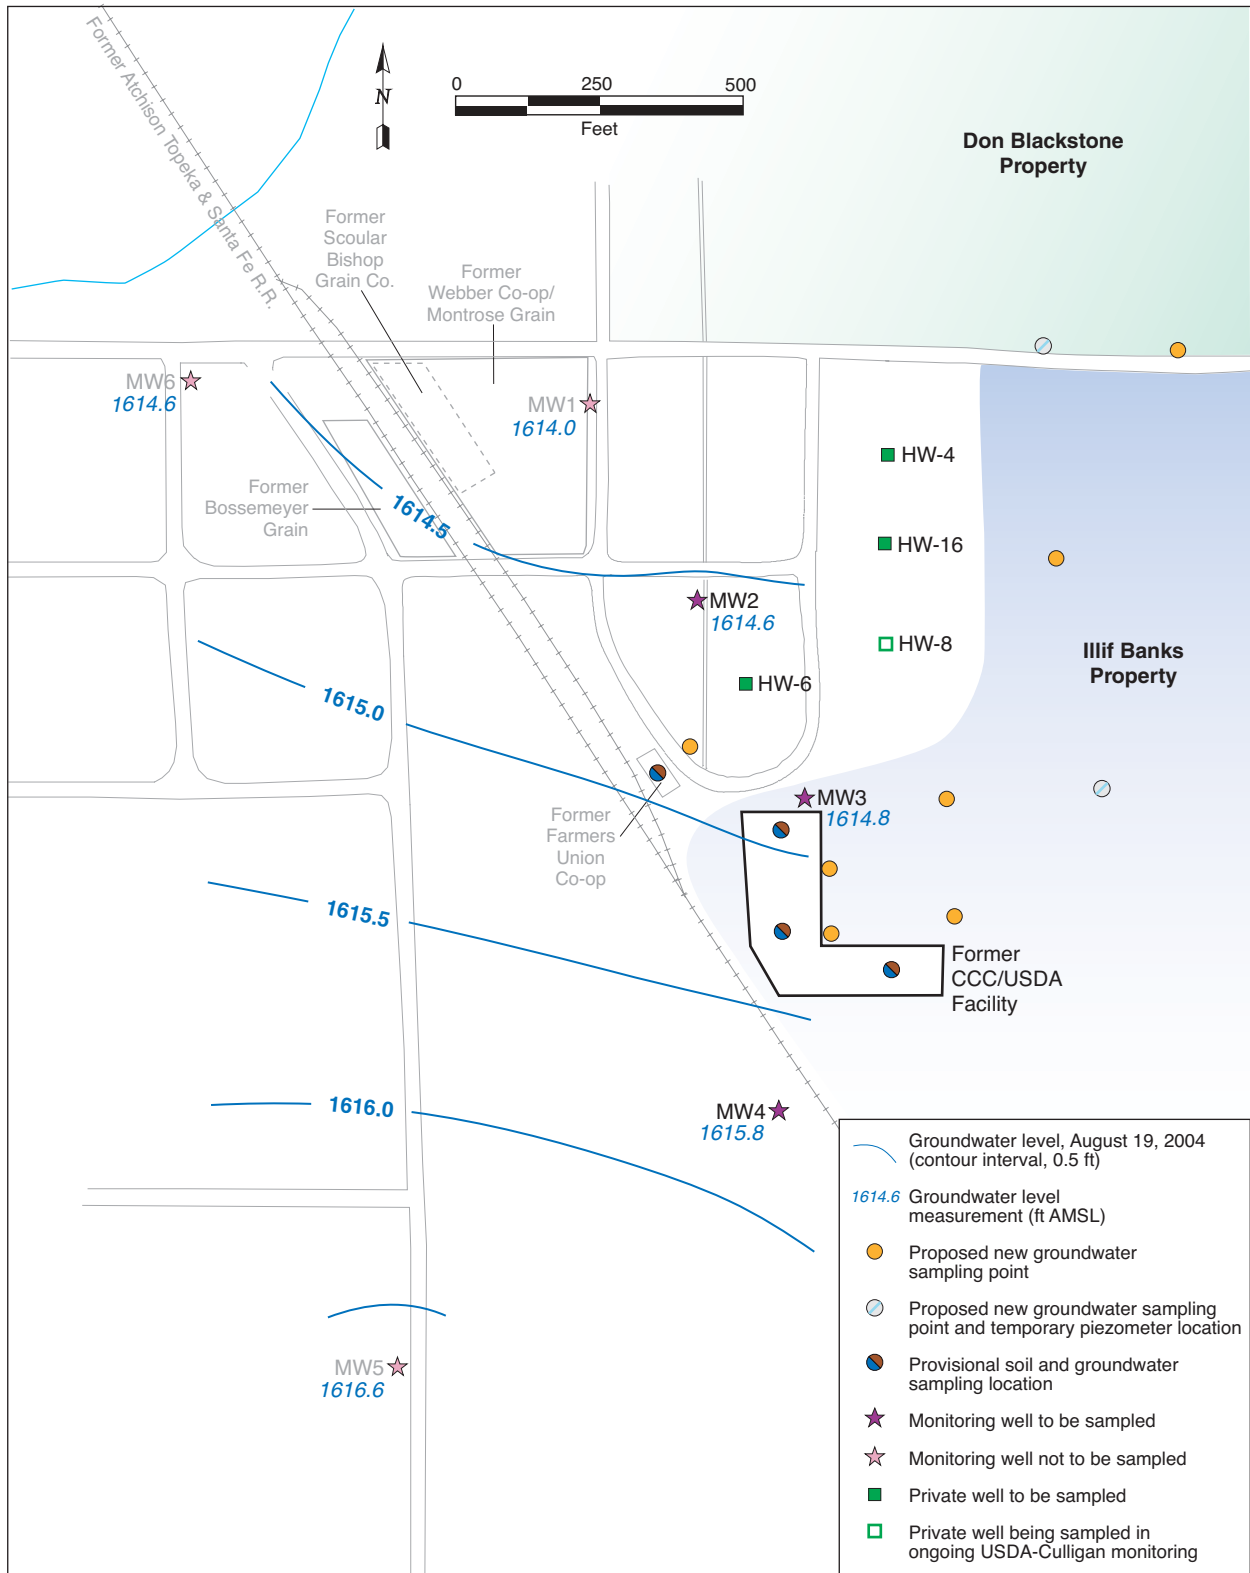 Former Atchison Topeka & Santa Fe R.R.
N
0 250 500
Feet
Don Blackstone
Property
Former
Scoular
Bishop
Grain Co.
Former
Webber Co-op/
Montrose Grain
MW6
1614.6
MW1
1614.0
HW-4
Former
Bossemeyer
Grain
1614.5
HW-16
MW2
1614.6
HW-8
Illif Banks
Property
HW-6
1615.0
MW3
1614.8
Former
Farmers
Union
Co-op
1615.5
Former
CCC/USDA
Facility
1616.0
MW4
1615.8
MW5
1616.6
Groundwater level, August 19, 2004
(contour interval, 0.5 ft)
1614.6 Groundwater level
measurement (ft AMSL)
Proposed new groundwater
sampling point
Proposed new groundwater sampling
point and temporary piezometer location
Provisional soil and groundwater
sampling location
Monitoring well to be sampled
Monitoring well not to be sampled
Private well to be sampled
Private well being sampled in
ongoing USDA-Culligan monitoring